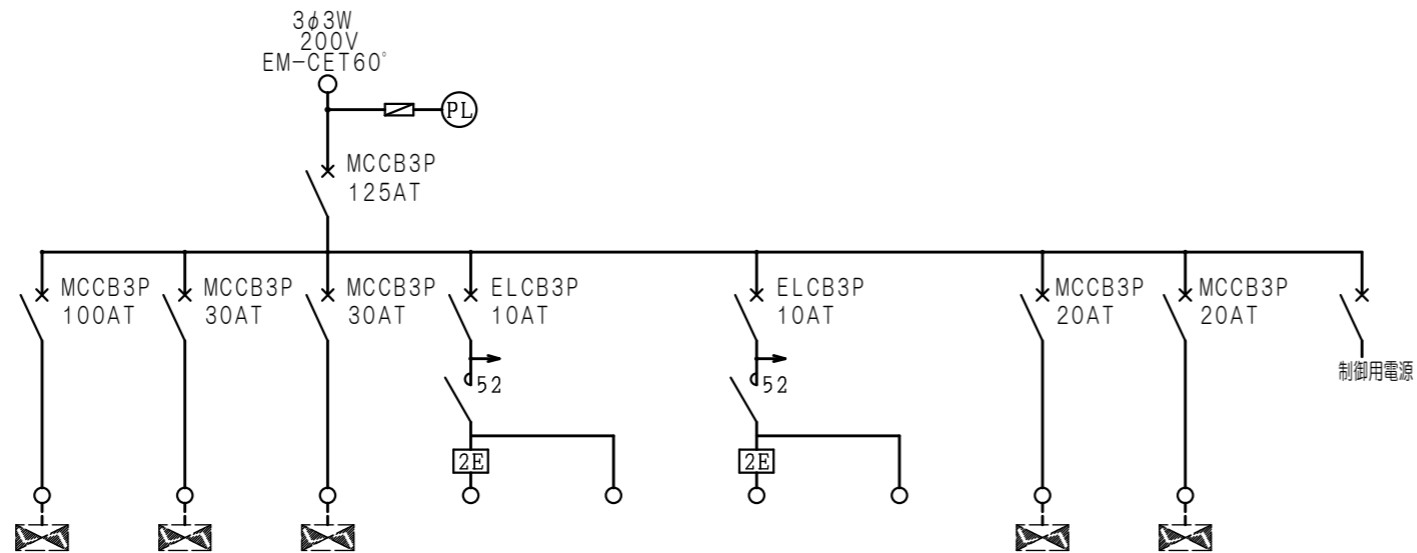 3φ3W
200V
EM-CET60°
PL
MCCB3P
125AT
MCCB3P
100AT
MCCB3P
30AT
MCCB3P
30AT
ELCB3P
10AT
ELCB3P
10AT
MCCB3P
20AT
MCCB3P
20AT
制御用電源
52
52
2E
2E